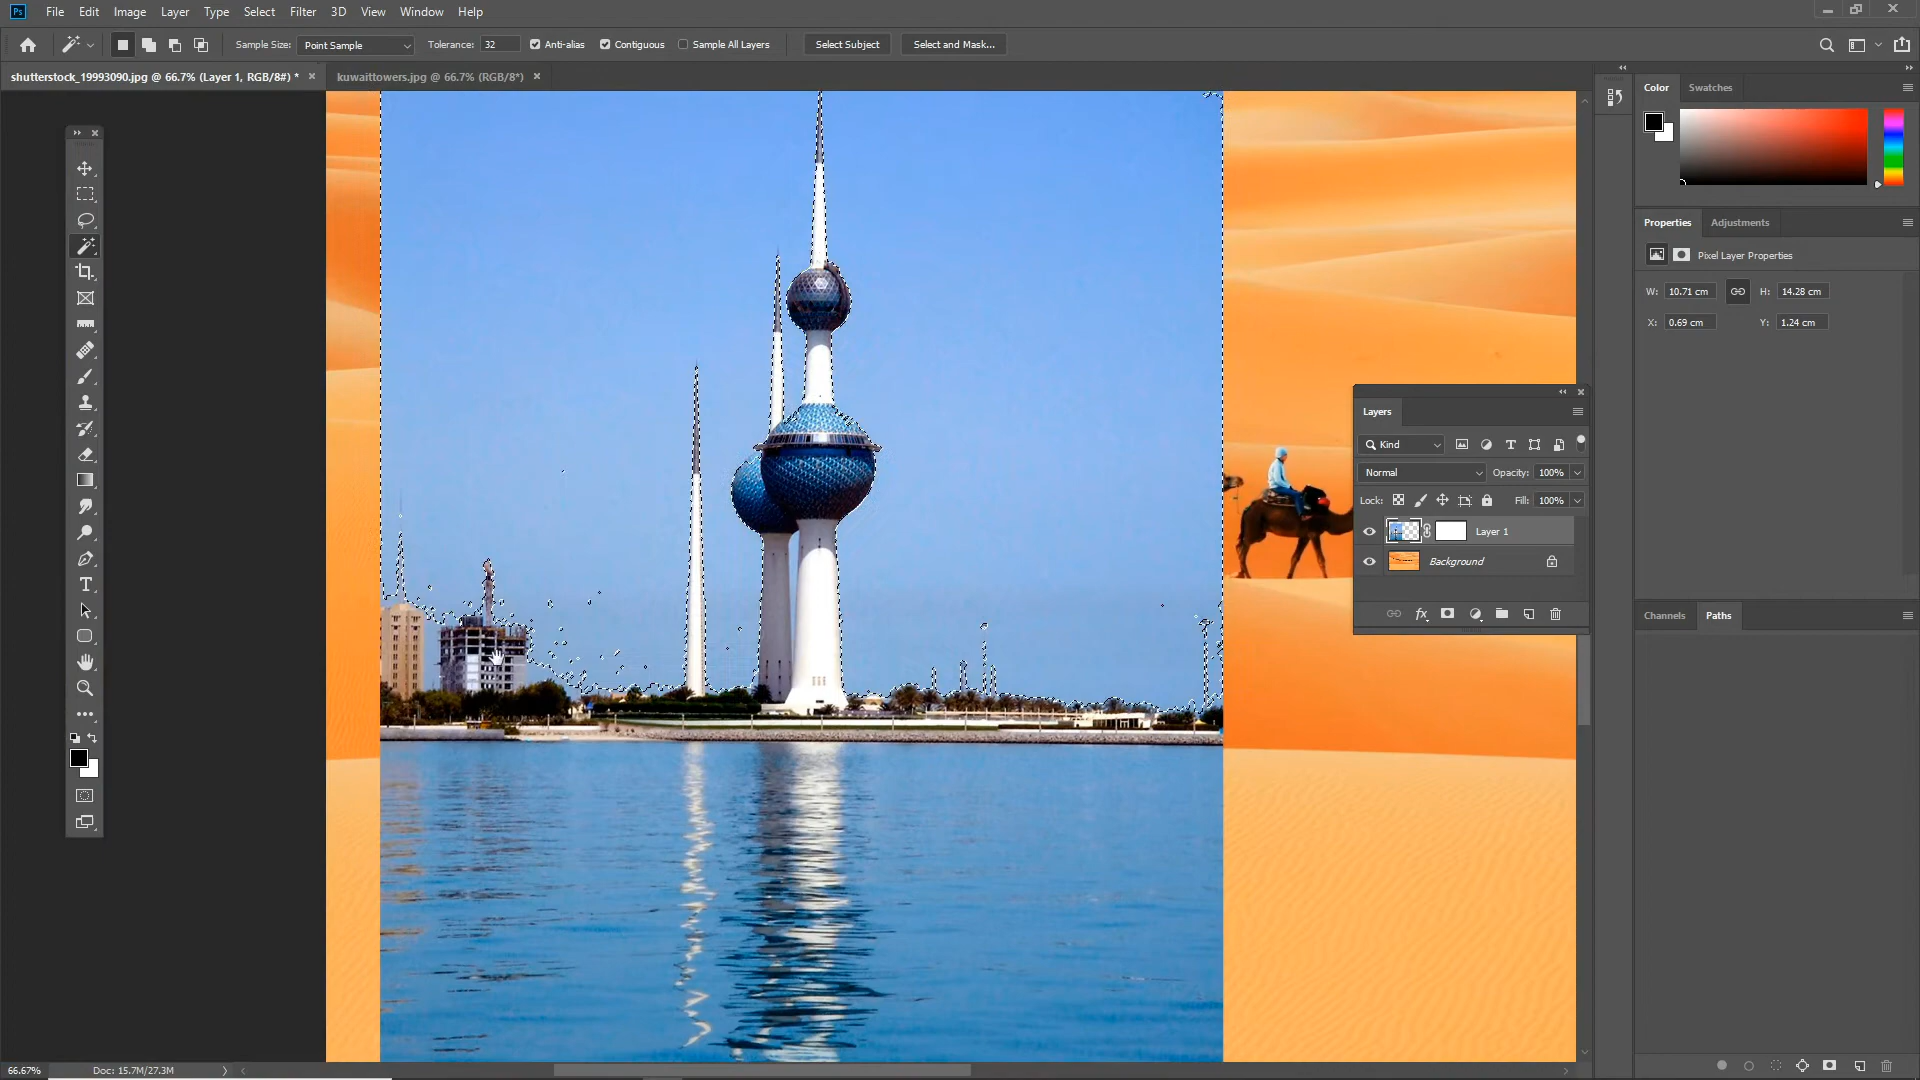 Ps File Edit Image Layer Type Select Filter 3D View Window Help
Sample Size: Point Sample Tolerance: 32 Anti-alias Contiguous Sample All Layers Select Subject Select and Mask...
shutterstock_19993090.jpg @ 66.7% (Layer 1, RGB/8#) * × kuwaittowers.jpg @ 66.7% (RGB/8*) ×
Color Swatches
Properties Adjustments
Pixel Layer Properties
W: 10.71 cm H: 14.28 cm
X: 0.69 cm Y: 1.24 cm
Layers
Kind
Normal Opacity: 100%
Lock: Fill: 100%
Layer 1
Background
fx
Channels Paths
66.67% Doc: 15.7M/27.3M